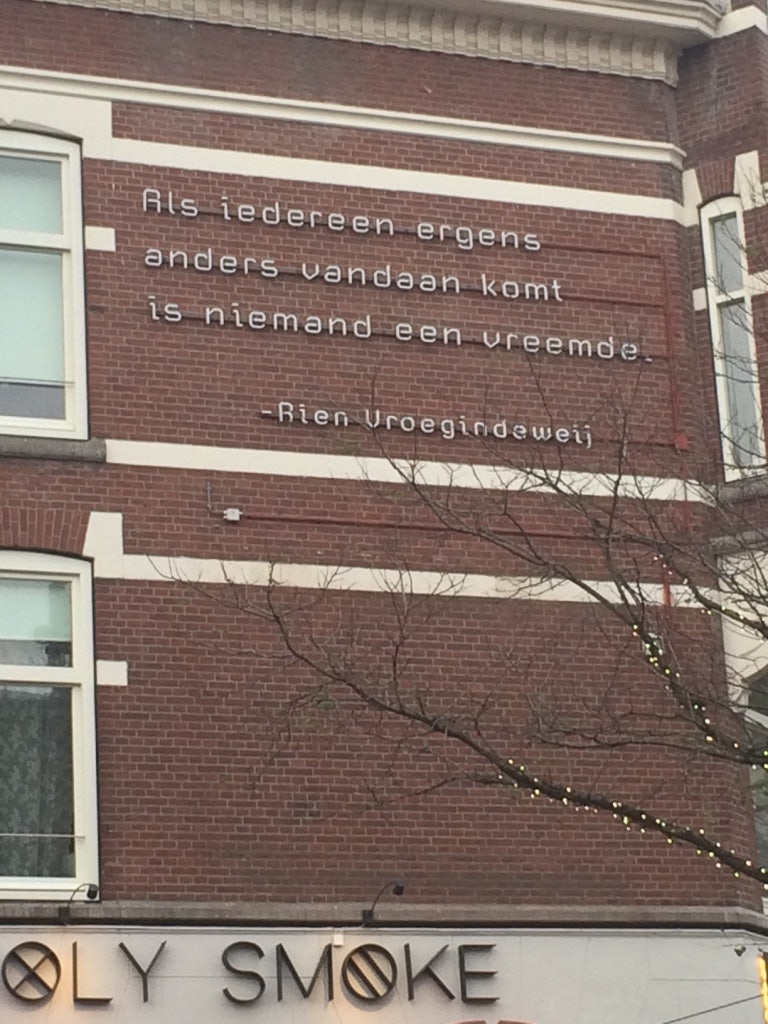 Als iedereen ergens
anders vandaan komt
is niemand een vreemde.
-Rien Vroegindeweij
OLY SMOKE